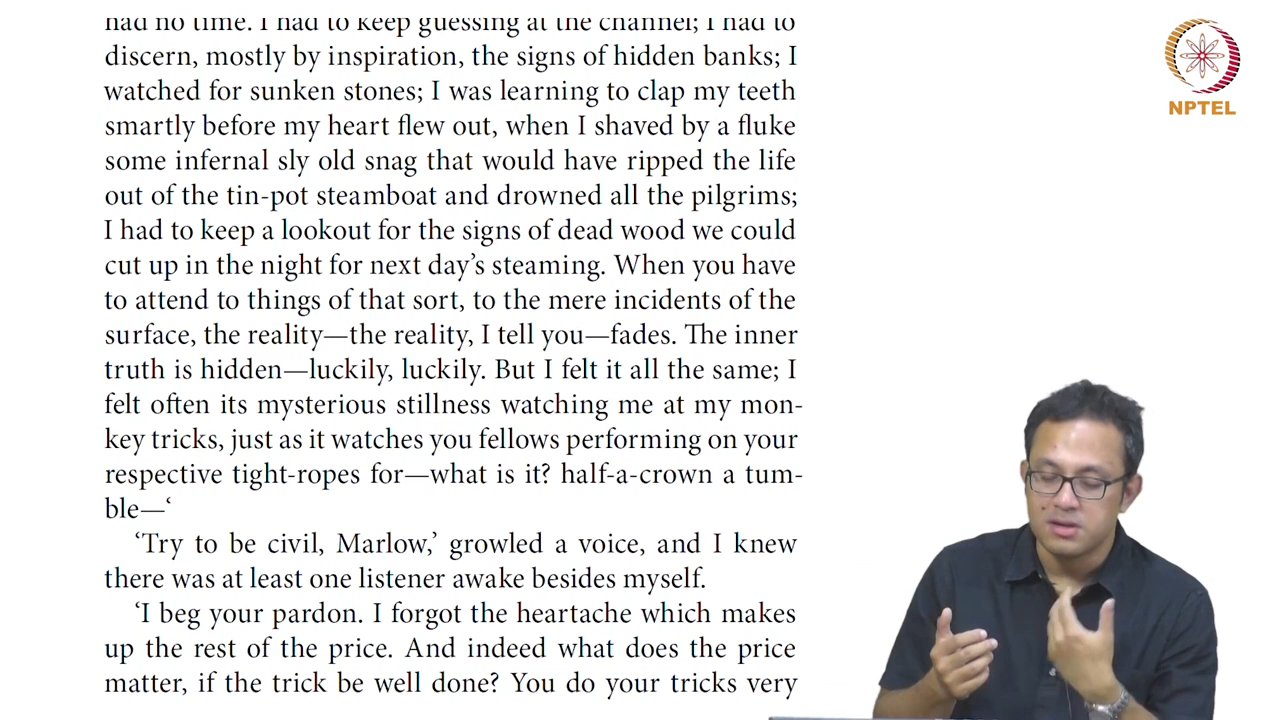 had no time. I had to keep guessing at the channel; I had to
discern, mostly by inspiration, the signs of hidden banks; I
watched for sunken stones; I was learning to clap my teeth
smartly before my heart flew out, when I shaved by a fluke
some infernal sly old snag that would have ripped the life
out of the tin-pot steamboat and drowned all the pilgrims;
I had to keep a lookout for the signs of dead wood we could
cut up in the night for next day’s steaming. When you have
to attend to things of that sort, to the mere incidents of the
surface, the reality—the reality, I tell you—fades. The inner
truth is hidden—luckily, luckily. But I felt it all the same; I
felt often its mysterious stillness watching me at my mon-
key tricks, just as it watches you fellows performing on your
respective tight-ropes for—what is it? half-a-crown a tum-
ble—‘
‘Try to be civil, Marlow,’ growled a voice, and I knew
there was at least one listener awake besides myself.
‘I beg your pardon. I forgot the heartache which makes
up the rest of the price. And indeed what does the price
matter, if the trick be well done? You do your tricks very
NPTEL